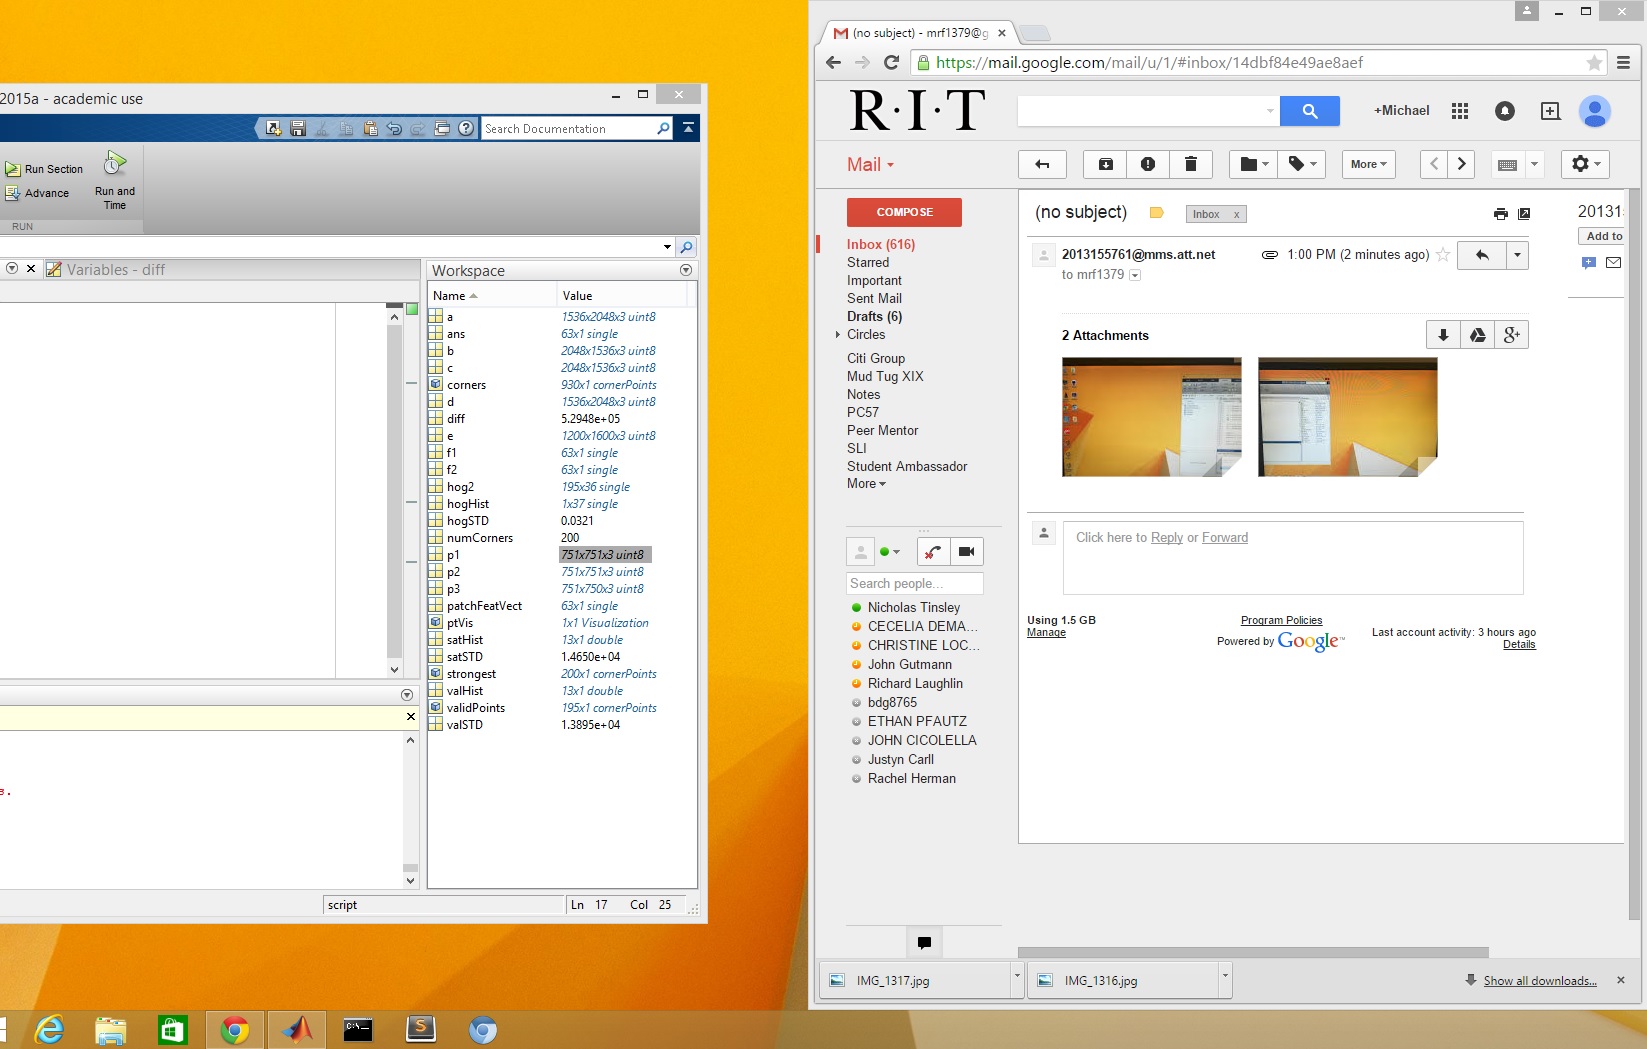 2015a - academic use
Search Documentation
Run Section
Advance
Run and
Time
RUN
Variables - diff
Workspace
Name Value
a 1536x2048x3 uint8
ans 63x1 single
b 2048x1536x3 uint8
c 2048x1536x3 uint8
corners 930x1 cornerPoints
d 1536x2048x3 uint8
diff 5.2948e+05
e 1200x1600x3 uint8
f1 63x1 single
f2 63x1 single
hog2 195x36 single
hogHist 1x37 single
hogSTD 0.0321
numCorners 200
p1 751x751x3 uint8
p2 751x751x3 uint8
p3 751x750x3 uint8
patchFeatVect 63x1 single
ptVis 1x1 Visualization
satHist 13x1 double
satSTD 1.4650e+04
strongest 200x1 cornerPoints
valHist 13x1 double
validPoints 195x1 cornerPoints
valSTD 1.3895e+04
s.
script Ln 17 Col 25
(no subject) - mrf1379@g
https://mail.google.com/mail/u/1/#inbox/14dbf84e49ae8aef
R·I·T
+Michael
Mail
More
COMPOSE
Inbox (616)
Starred
Important
Sent Mail
Drafts (6)
Circles
Citi Group
Mud Tug XIX
Notes
PC57
Peer Mentor
SLI
Student Ambassador
More
Search people...
Nicholas Tinsley
CECELIA DEMA...
CHRISTINE LOC...
John Gutmann
Richard Laughlin
bdg8765
ETHAN PFAUTZ
JOHN CICOLELLA
Justyn Carll
Rachel Herman
(no subject) Inbox x
2013155761@mms.att.net 1:00 PM (2 minutes ago)
to mrf1379
20131
Add to
2 Attachments
g+
Click here to Reply or Forward
Using 1.5 GB
Manage
Program Policies
Powered by Google™
Last account activity: 3 hours ago
Details
IMG_1317.jpg
IMG_1316.jpg
Show all downloads...
C:\_
S